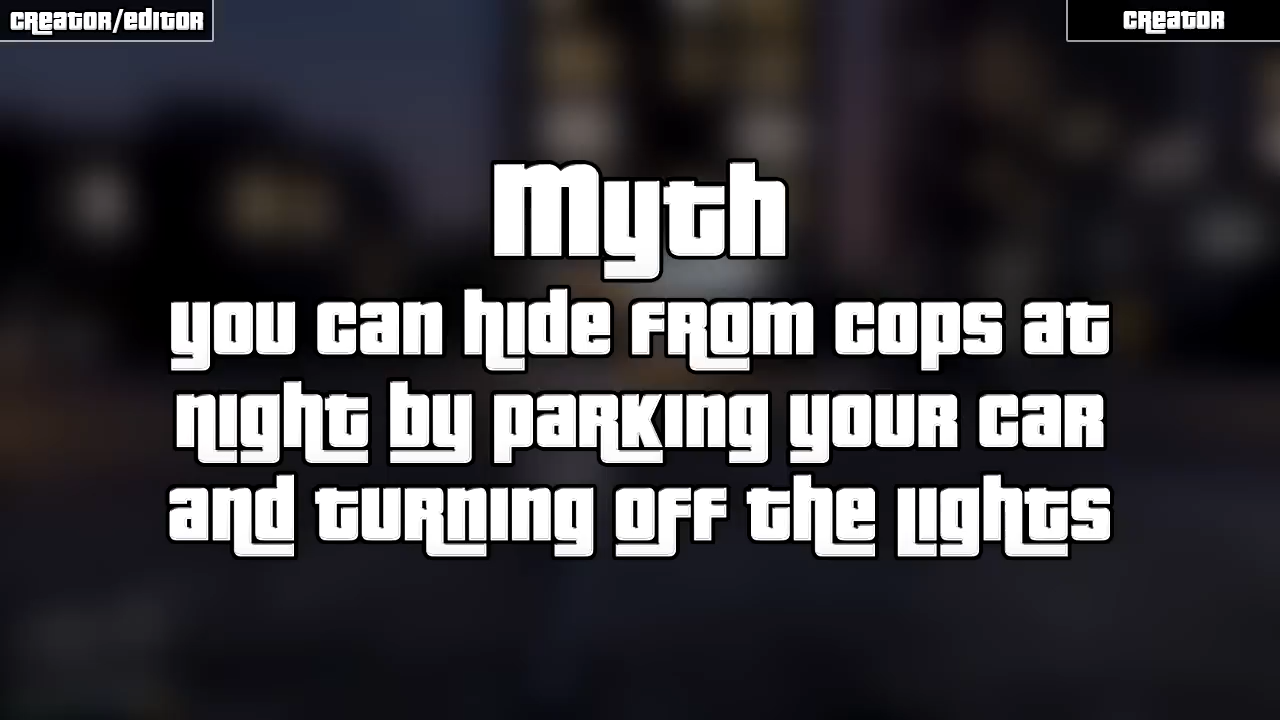 CREATOR/EDITOR
CREATOR
Myth
you can hide from cops at
night by parking your car
and turning off the lights